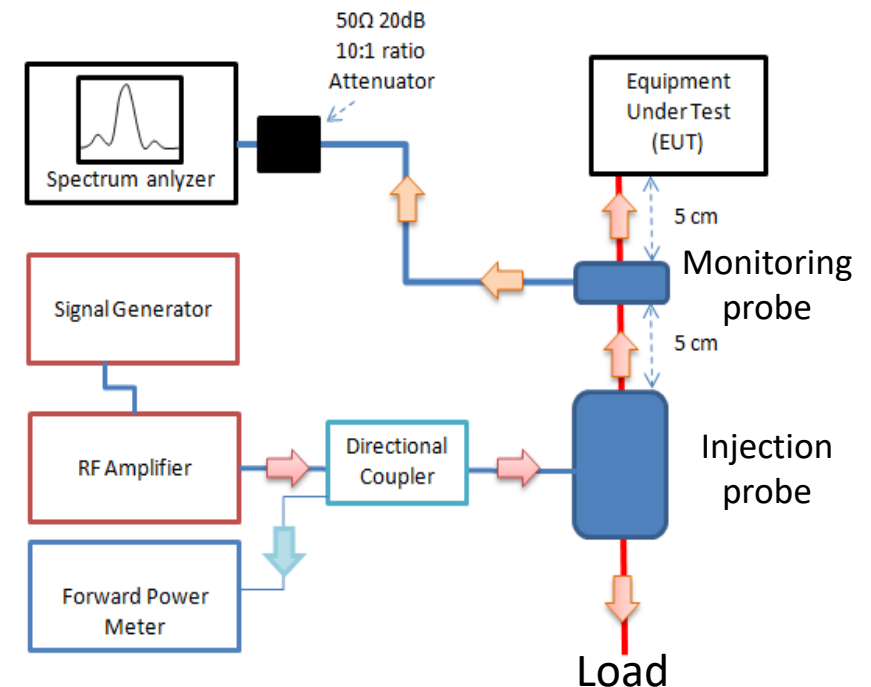 50Ω 20dB
10:1 ratio
Attenuator
Spectrum anlyzer
Equipment
Under Test
(EUT)
5 cm
Monitoring
probe
Signal Generator
5 cm
RF Amplifier
Directional
Coupler
Injection
probe
Forward Power
Meter
Load